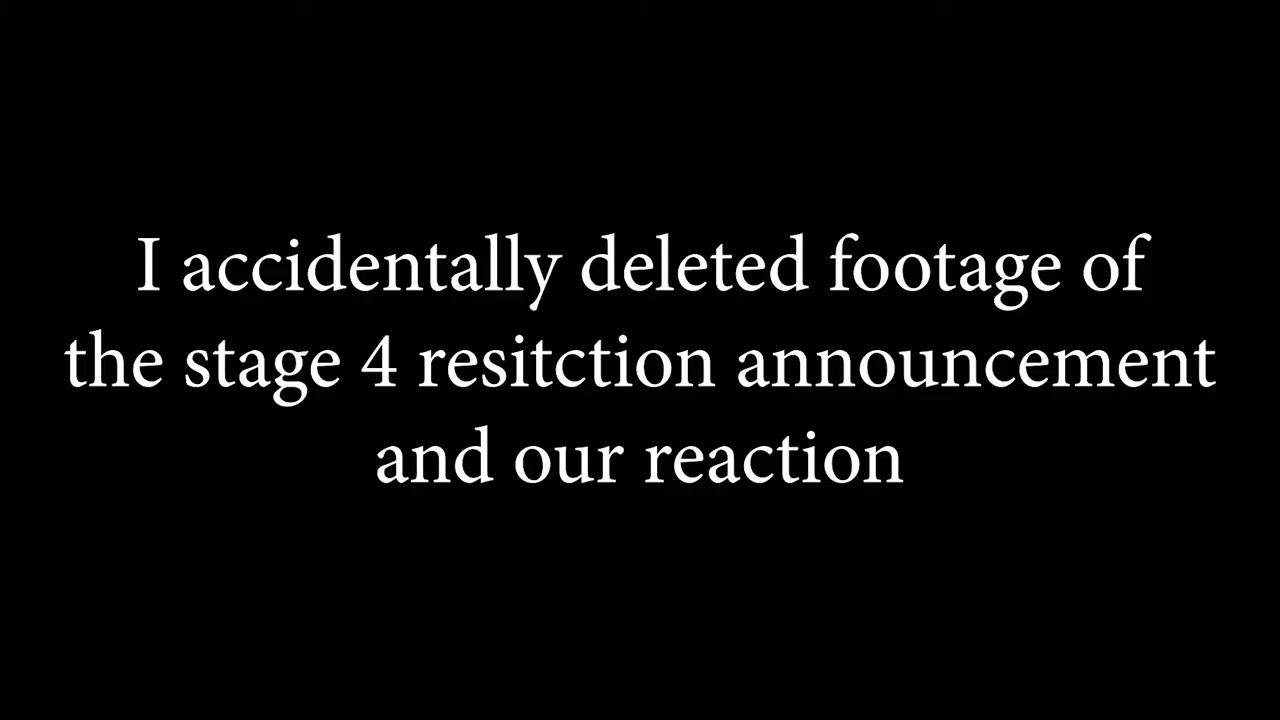 I accidentally deleted footage of
the stage 4 resitction announcement
and our reaction